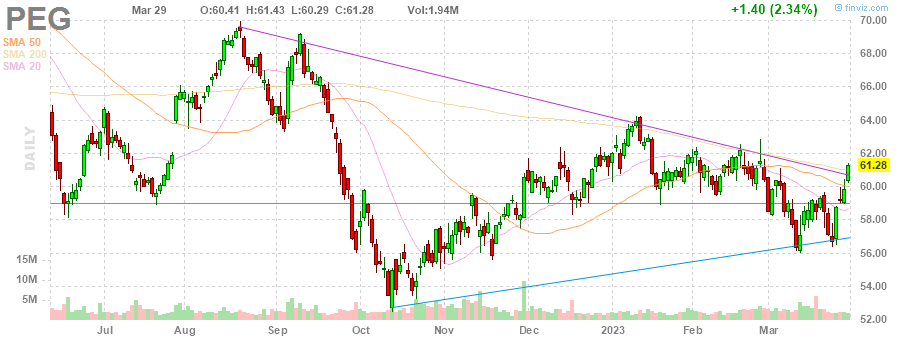 PEG
Mar 29 O:60.41 H:61.43 L:60.29 C:61.28 Vol:1.94M +1.40 (2.34%)
© finviz.com
SMA 50
SMA 200
SMA 20
DAILY
70.00
68.00
66.00
64.00
62.00
61.28
60.00
58.00
56.00
54.00
52.00
15M
10M
5M
Jul Aug Sep Oct Nov Dec 2023 Feb Mar